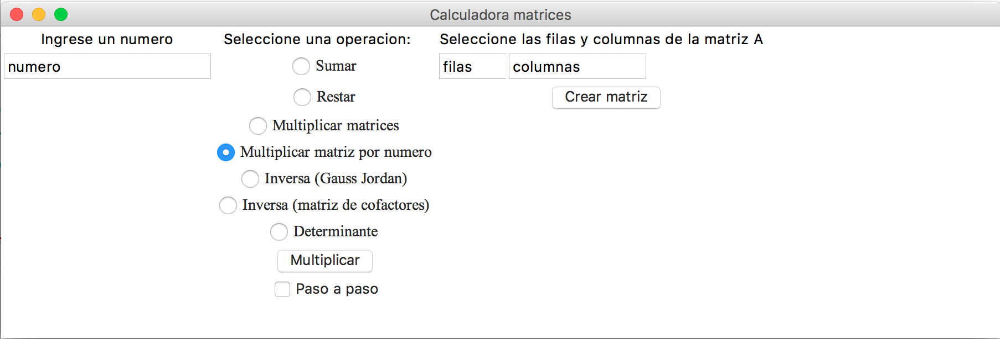 Calculadora matrices
Ingrese un numero
numero
Seleccione una operacion:
Sumar
Restar
Multiplicar matrices
Multiplicar matriz por numero
Inversa (Gauss Jordan)
Inversa (matriz de cofactores)
Determinante
Multiplicar
Paso a paso
Seleccione las filas y columnas de la matriz A
filas columnas
Crear matriz